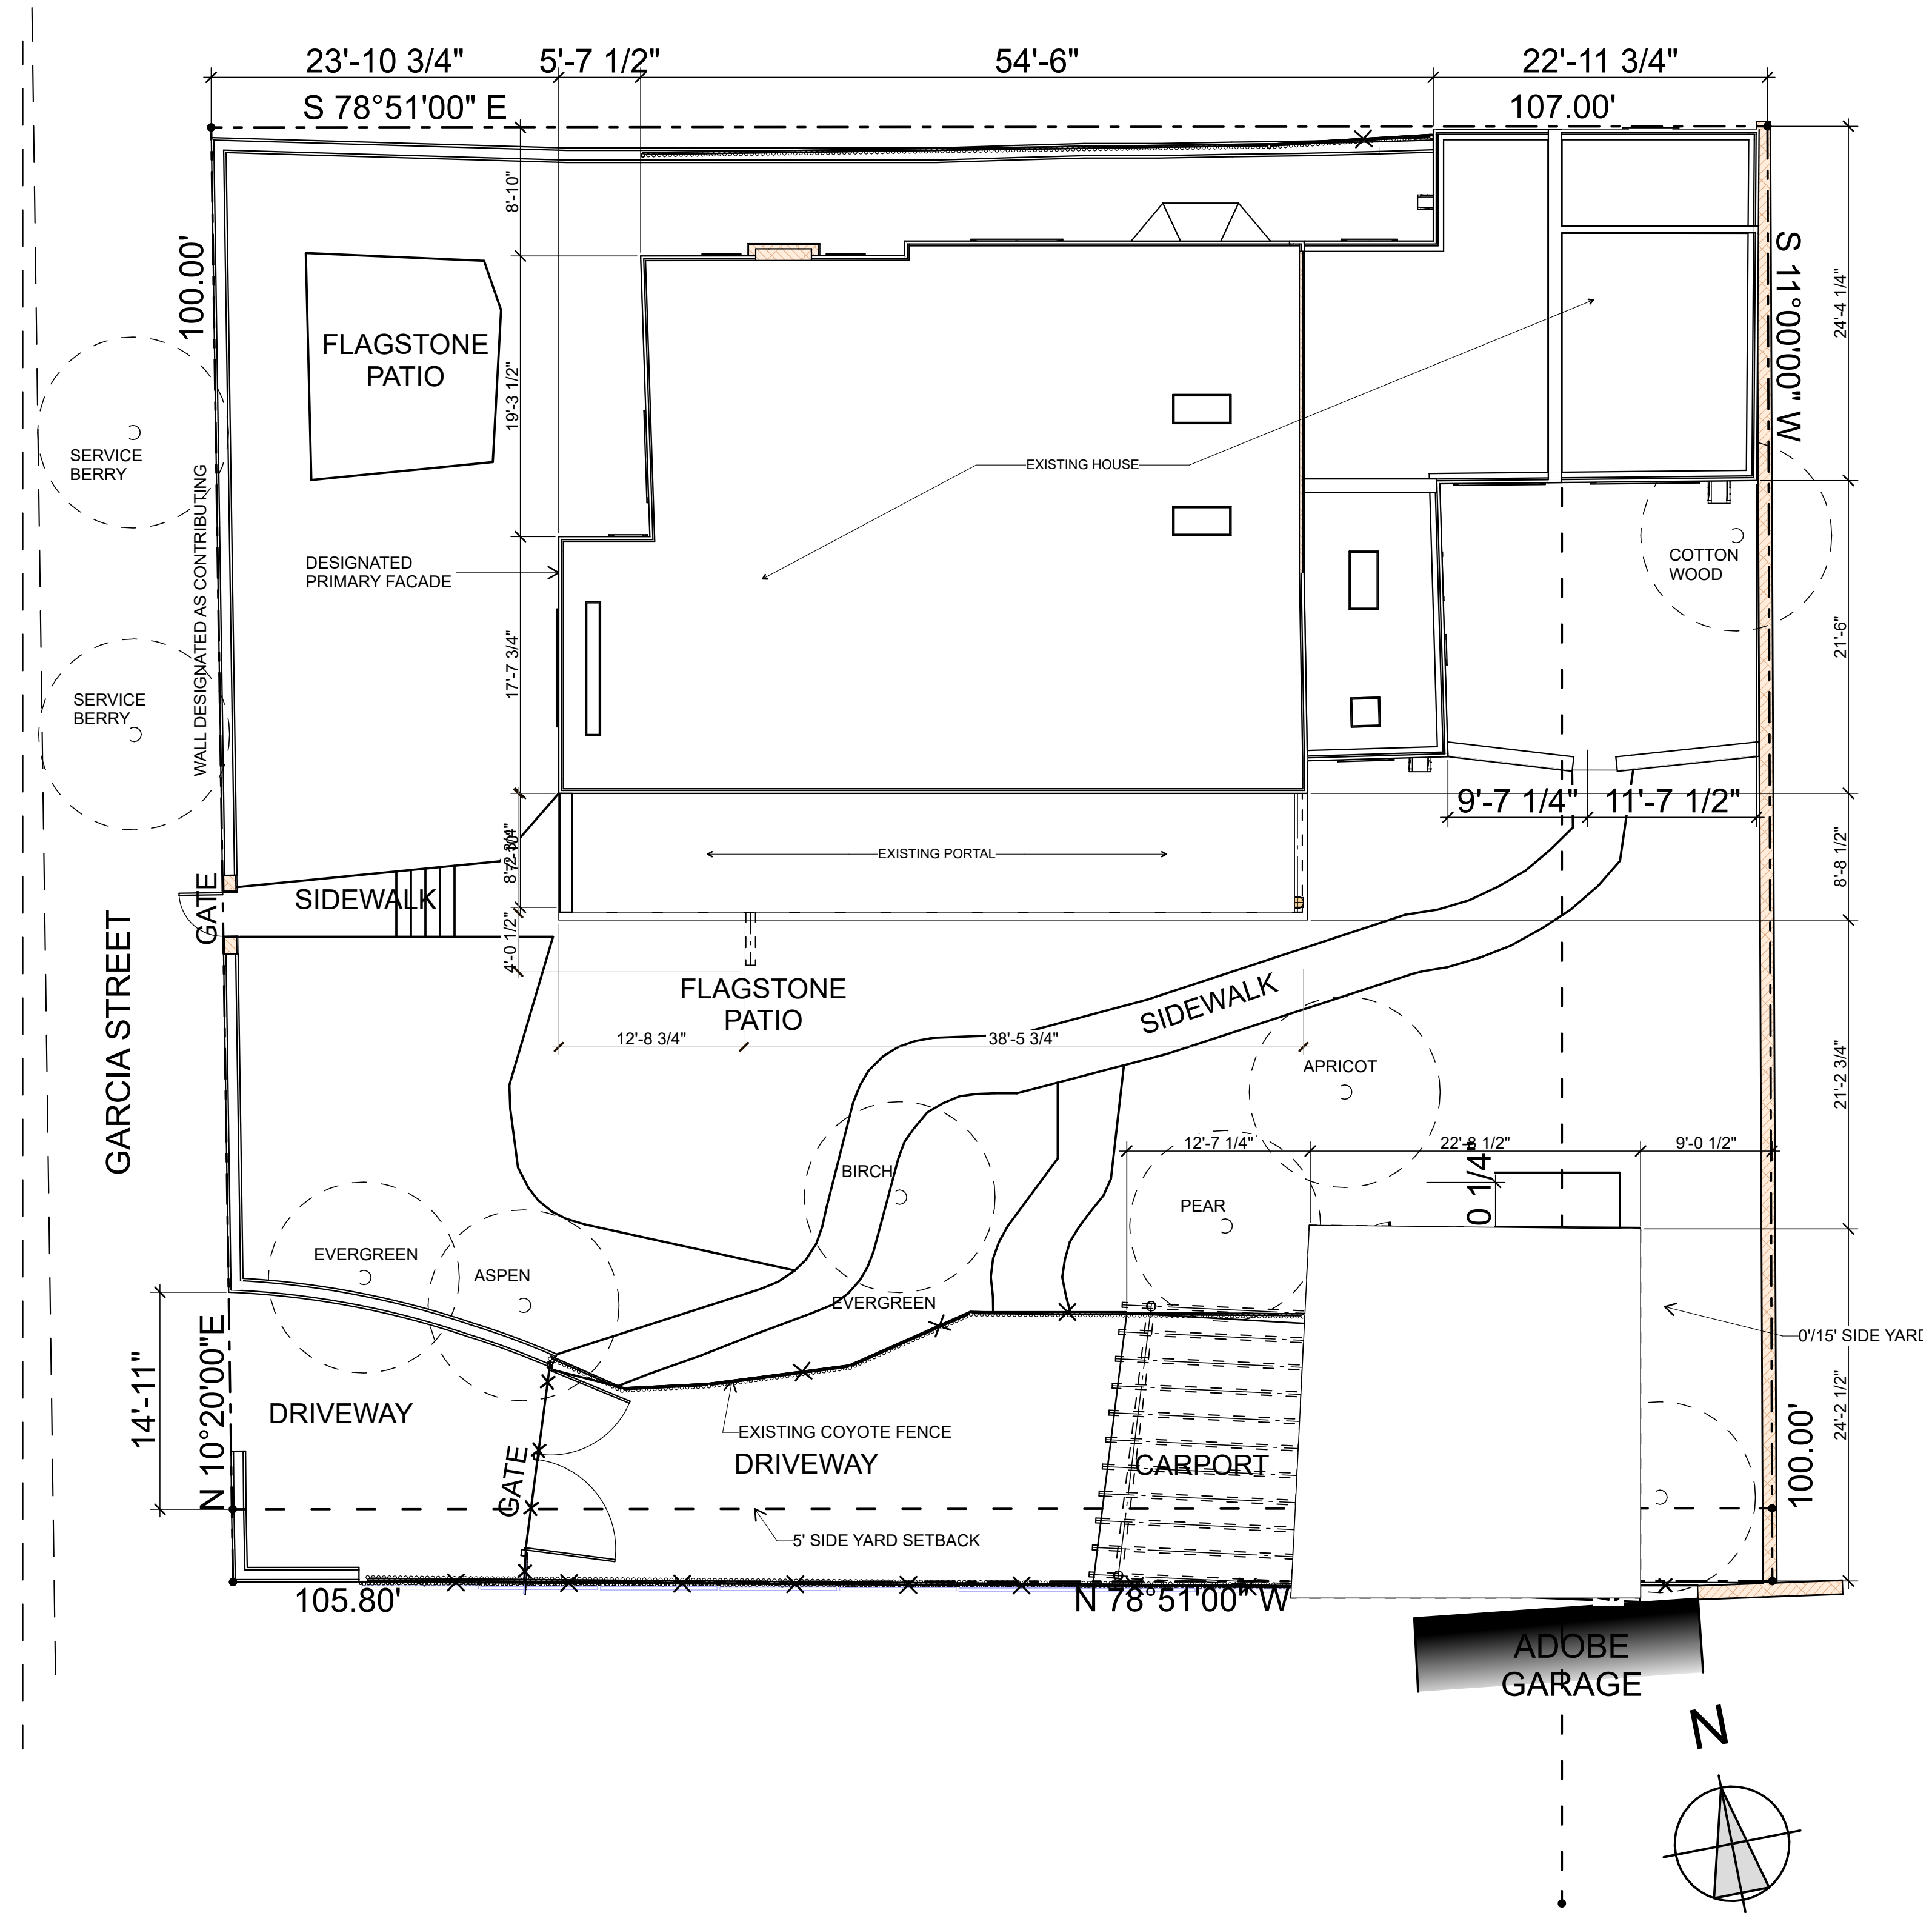 23'-10 3/4" 5'-7 1/2" 54'-6" 22'-11 3/4"
S 78°51'00" E 107.00'
8'-10"
100.00'
S 11°00'00" W
24'-4 1/4"
FLAGSTONE
PATIO
19'-3 1/2"
SERVICE
BERRY
EXISTING HOUSE
WALL DESIGNATED AS CONTRIBUTING
DESIGNATED
PRIMARY FACADE
COTTON
WOOD
17'-7 3/4"
21'-6"
SERVICE
BERRY
9'-7 1/4" 11'-7 1/2"
EXISTING PORTAL
8'-8 1/2"
GATE
SIDEWALK
4'-0 1/2"
GARCIA STREET
FLAGSTONE
PATIO
SIDEWALK
12'-8 3/4" 38'-5 3/4"
APRICOT
21'-2 3/4"
12'-7 1/4" 22'-8 1/2" 9'-0 1/2"
BIRCH
0 1/4"
PEAR
EVERGREEN
ASPEN
EVERGREEN
0'/15' SIDE YARD
14'-11"
N 10°20'00"E
DRIVEWAY
EXISTING COYOTE FENCE
DRIVEWAY
GATE
CARPORT
24'-2 1/2"
100.00'
5' SIDE YARD SETBACK
105.80'
N 78°51'00" W
ADOBE
GARAGE
N